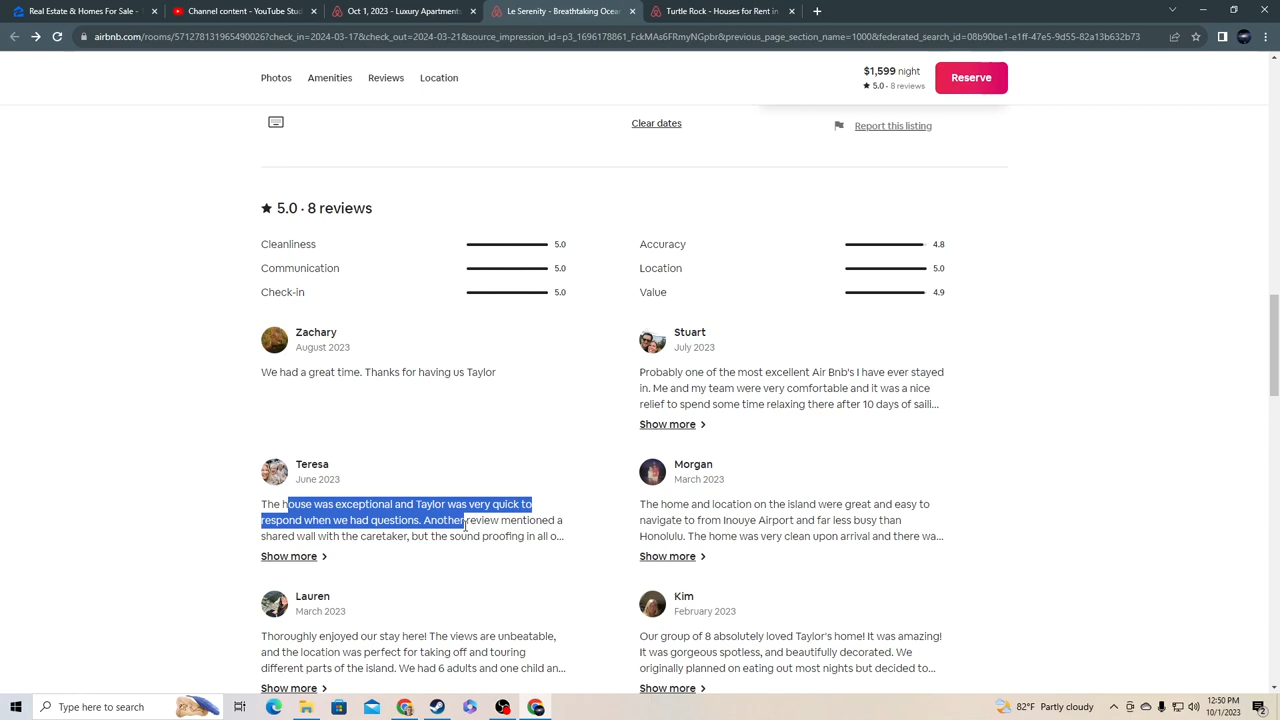 Real Estate & Homes For Sale -
Channel content - YouTube Stud
Oct 1, 2023 - Luxury Apartments
Le Serenity - Breathtaking Ocean
Turtle Rock - Houses for Rent in
airbnb.com/rooms/571278131965490026?check_in=2024-03-17&check_out=2024-03-21&source_impression_id=p3_1696178861_FckMAs6FRmyNGpbr&previous_page_section_name=1000&federated_search_id=08b90be1-e1ff-47e5-9d55-82a13b632b73
Photos Amenities Reviews Location
$1,599 night
5.0 · 8 reviews
Reserve
Clear dates
Report this listing
5.0 · 8 reviews
Cleanliness 5.0
Accuracy 4.8
Communication 5.0
Location 5.0
Check-in 5.0
Value 4.9
Zachary
August 2023
We had a great time. Thanks for having us Taylor
Stuart
July 2023
Probably one of the most excellent Air Bnb's I have ever stayed
in. Me and my team were very comfortable and it was a nice
relief to spend some time relaxing there after 10 days of saili...
Show more
Teresa
June 2023
The house was exceptional and Taylor was very quick to
respond when we had questions. Another review mentioned a
shared wall with the caretaker, but the sound proofing in all o...
Show more
Morgan
March 2023
The home and location on the island were great and easy to
navigate to from Inouye Airport and far less busy than
Honolulu. The home was very clean upon arrival and there wa...
Show more
Lauren
March 2023
Thoroughly enjoyed our stay here! The views are unbeatable,
and the location was perfect for taking off and touring
different parts of the island. We had 6 adults and one child an...
Show more
Kim
February 2023
Our group of 8 absolutely loved Taylor's home! It was amazing!
It was gorgeous spotless, and beautifully decorated. We
originally planned on eating out most nights but decided to...
Show more
Type here to search
82°F Partly cloudy
12:50 PM
10/1/2023